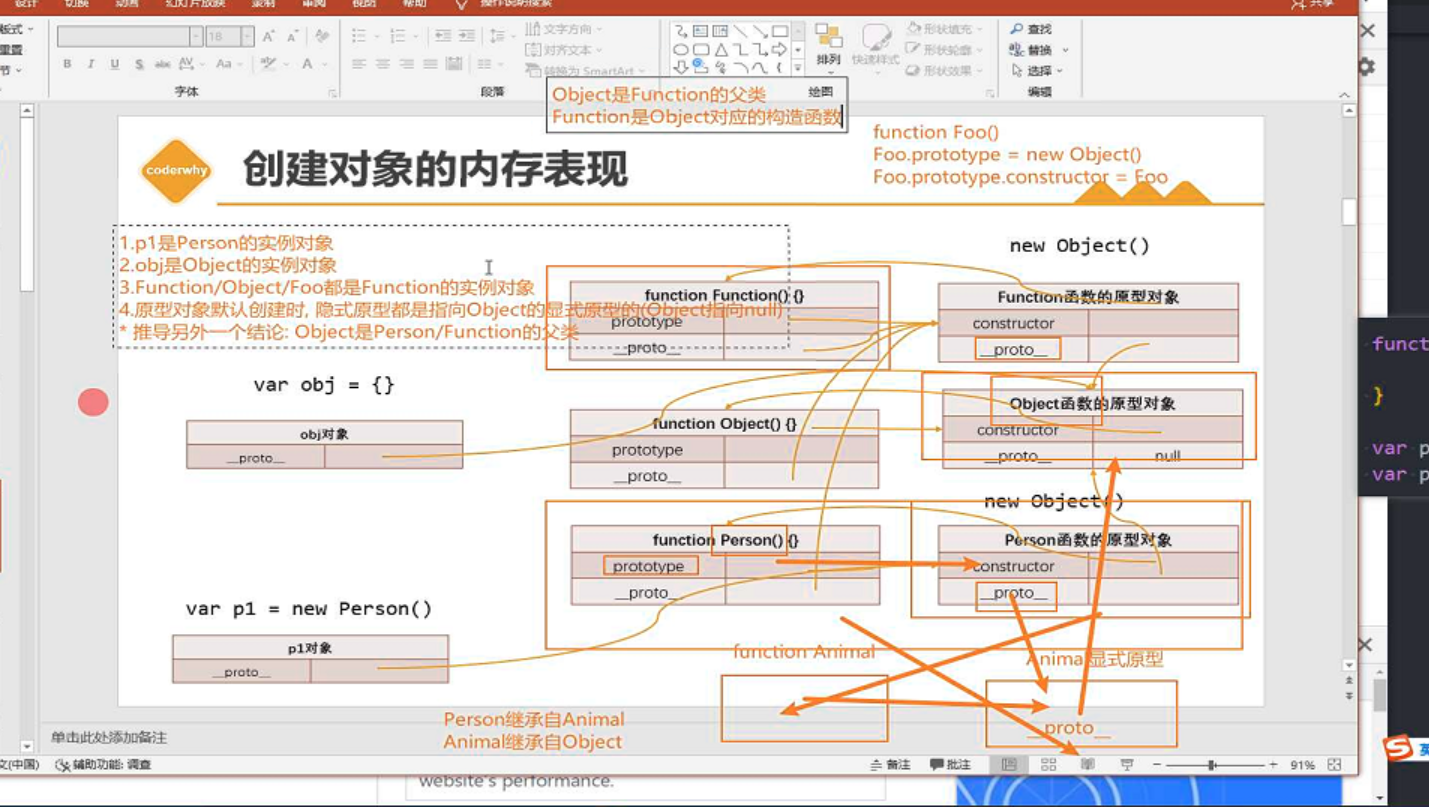 设计 切换 动画 幻灯片放映 录制 审阅 视图 帮助 操作说明搜索 共享
版式
重置
节
18
文字方向
对齐文本
转换为 SmartArt
排列
快速样式
形状填充
形状轮廓
形状效果
查找
替换
选择
字体
段落
绘图
编辑
Object是Function的父类
Function是Object对应的构造函数
function Foo()
Foo.prototype = new Object()
Foo.prototype.constructor = Foo
coderwhy
创建对象的内存表现
1.p1是Person的实例对象
2.obj是Object的实例对象
3.Function/Object/Foo都是Function的实例对象
4.原型对象默认创建时, 隐式原型都是指向Object的显式原型的(Object指向null)
* 推导另外一个结论: Object是Person/Function的父类
new Object()
function Function() {}
prototype
__proto__
Function函数的原型对象
constructor
__proto__
var obj = {}
obj对象
__proto__
function Object() {}
prototype
__proto__
Object函数的原型对象
constructor
__proto__ null
new Object()
function Person() {}
prototype
__proto__
Person函数的原型对象
constructor
__proto__
var p1 = new Person()
p1对象
__proto__
function Animal
Animal显式原型
__proto__
Person继承自Animal
Animal继承自Object
单击此处添加备注
文(中国) 辅助功能: 调查
备注 批注 91%
website's performance.
funct
}
var p
var p
英